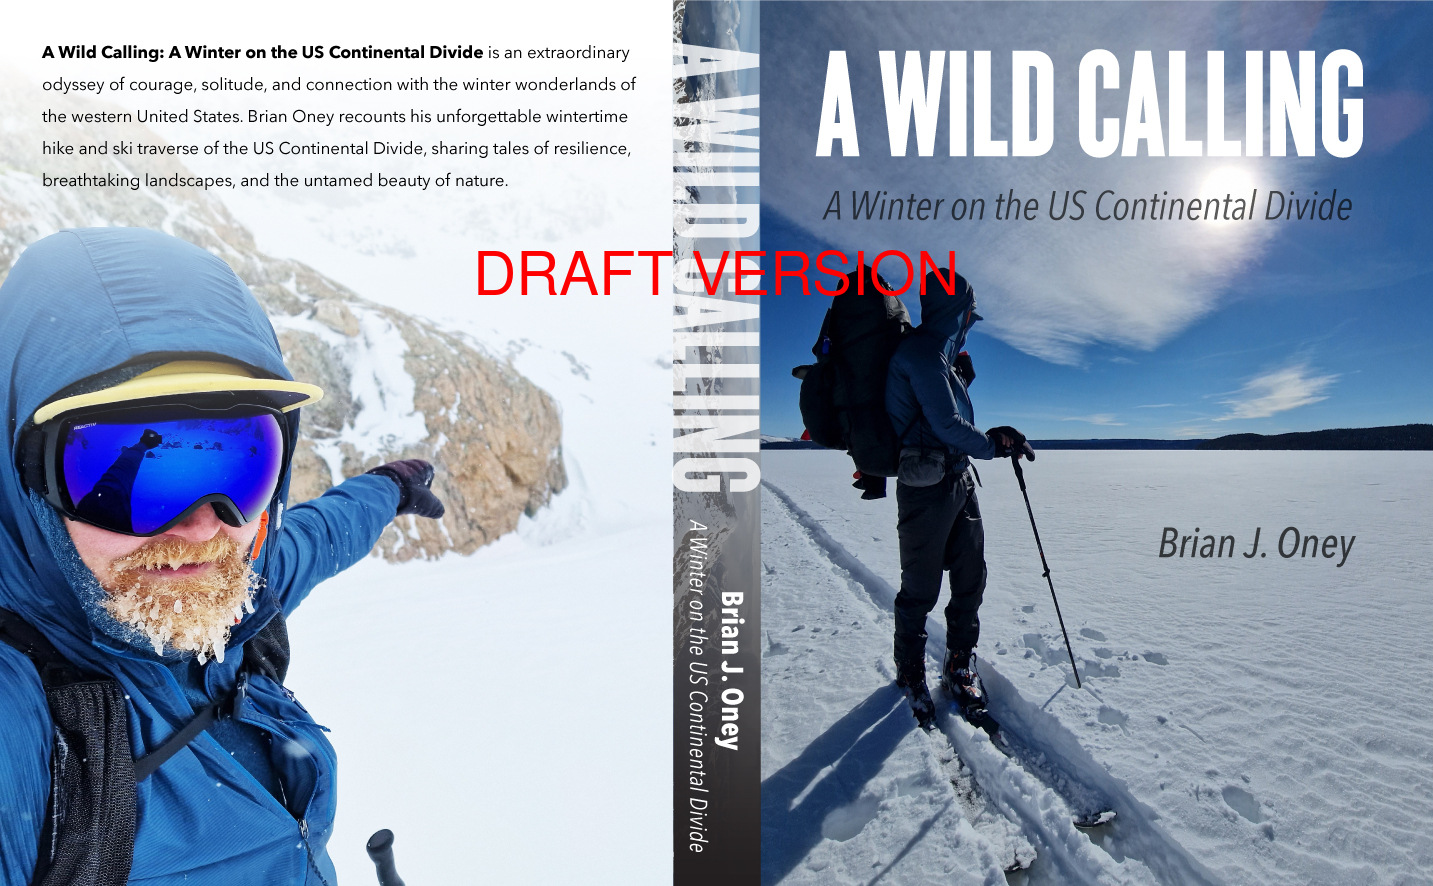 A Wild Calling: A Winter on the US Continental Divide is an extraordinary
odyssey of courage, solitude, and connection with the winter wonderlands of
the western United States. Brian Oney recounts his unforgettable wintertime
hike and ski traverse of the US Continental Divide, sharing tales of resilience,
breathtaking landscapes, and the untamed beauty of nature.
DRAFT VERSION
A WILD CALLING
A Winter on the US Continental Divide
Brian J. Oney
A WILD CALLING
A Winter on the US Continental Divide
Brian J. Oney